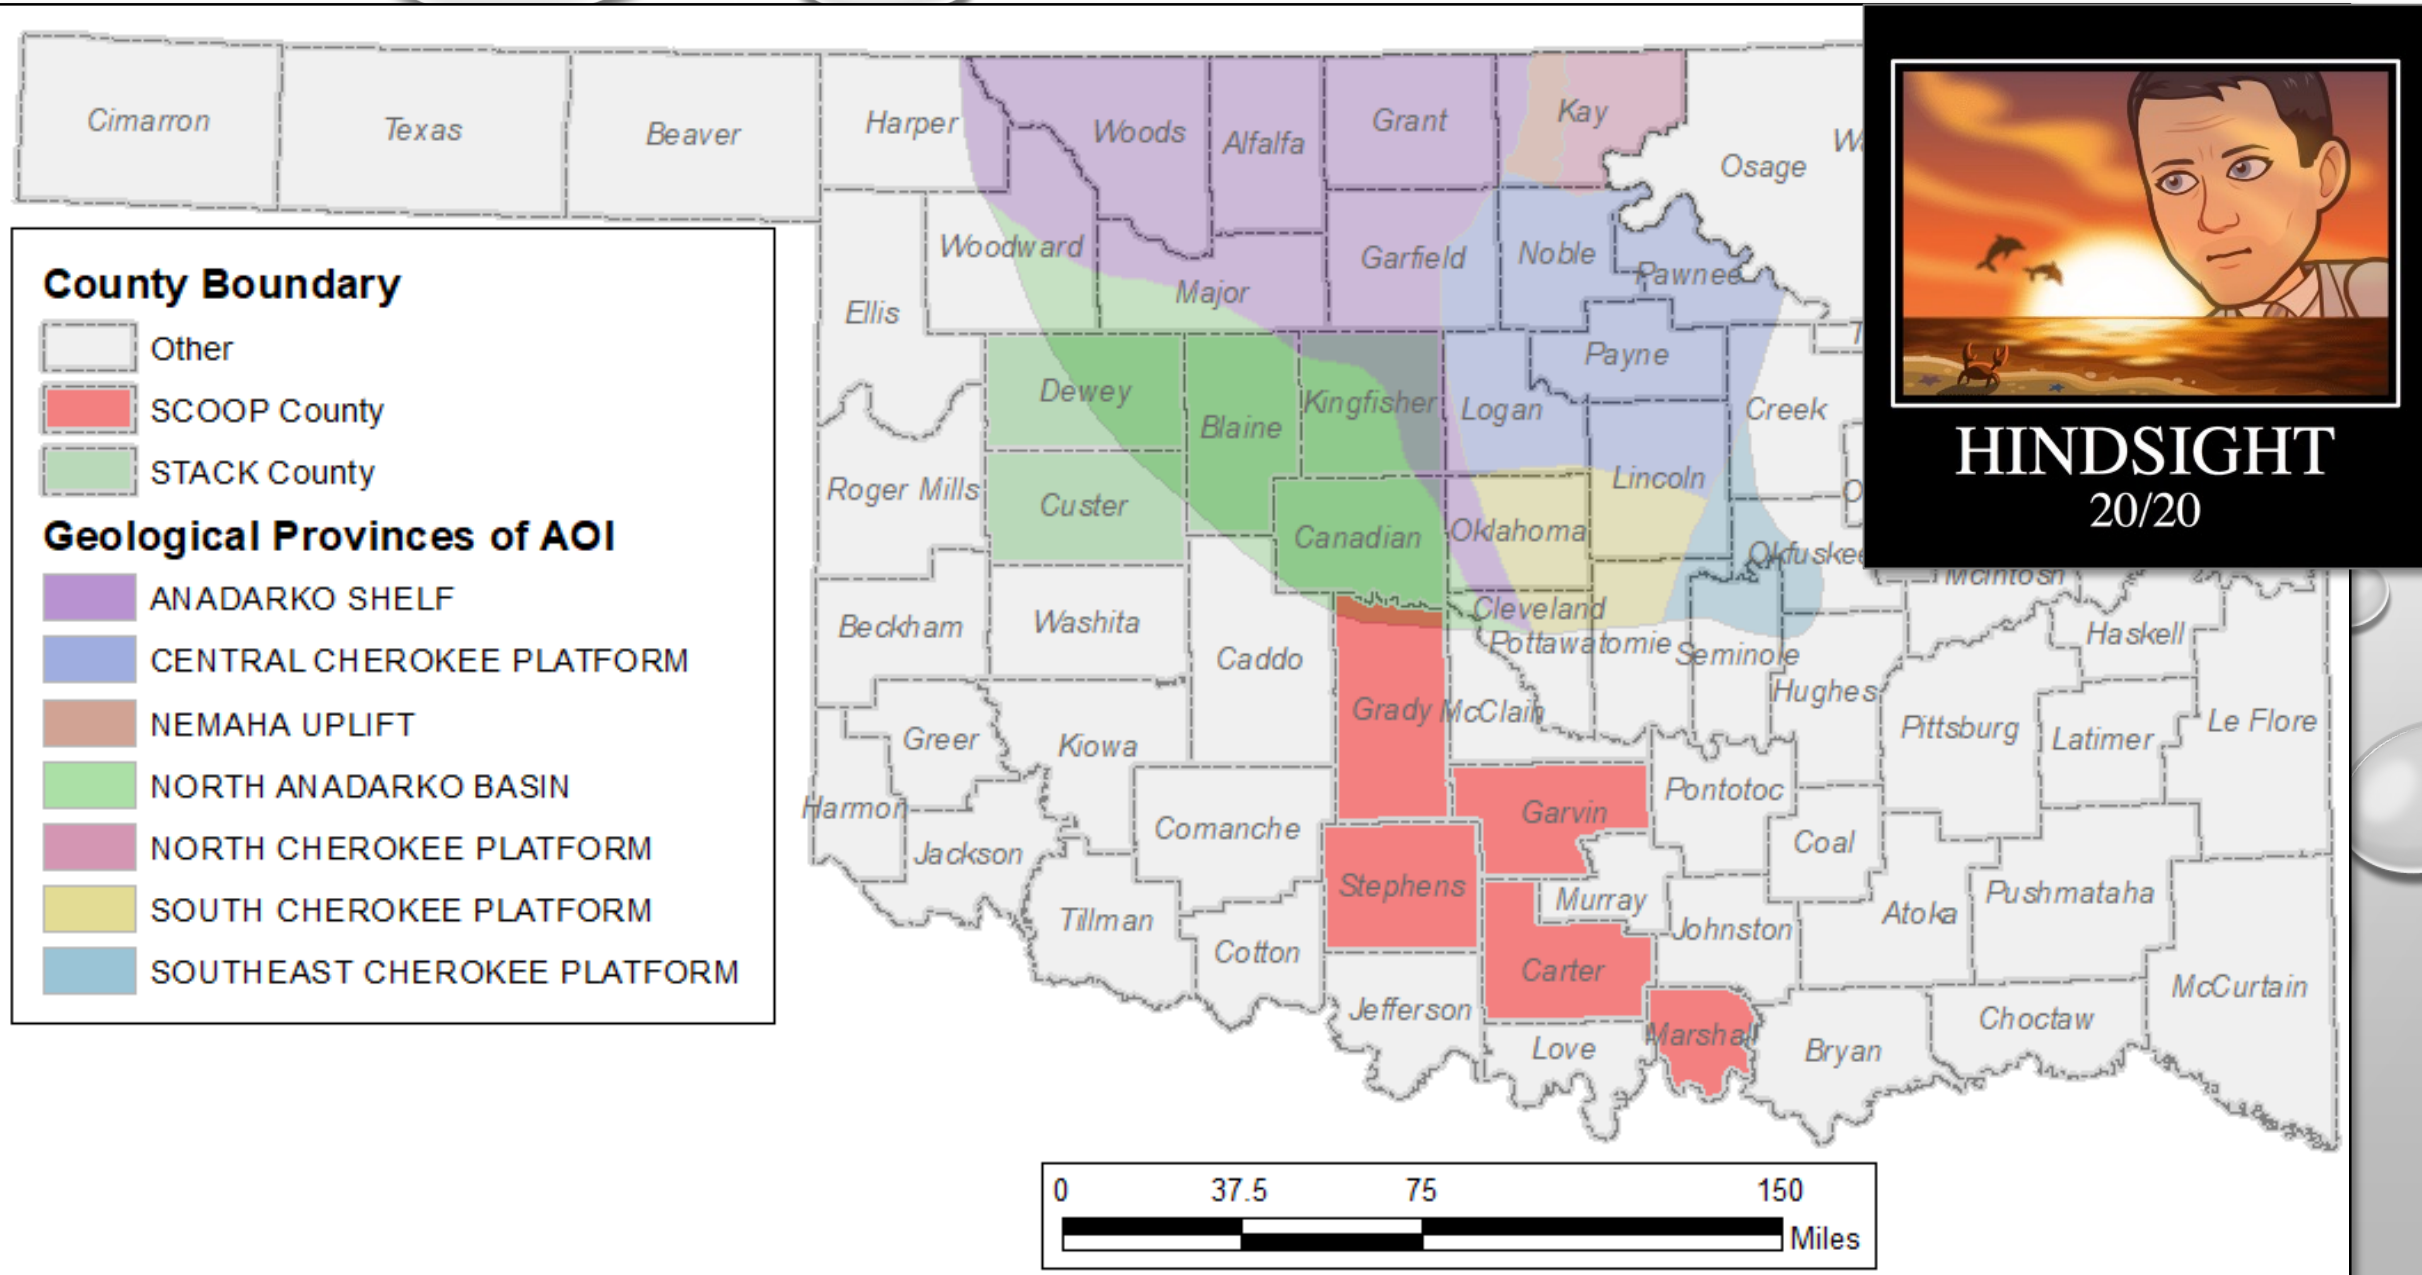 Cimarron
Texas
Beaver
Harper
Woods
Alfalfa
Grant
Kay
Osage
Woodward
Ellis
Major
Garfield
Noble
Pawnee
Payne
Dewey
Blaine
Kingfisher
Logan
Creek
Lincoln
Roger Mills
Custer
Canadian
Oklahoma
Okfuskee
McIntosh
Beckham
Washita
Caddo
Cleveland
Pottawatomie
Seminole
Haskell
Hughes
Grady
McClain
Pittsburg
Latimer
Le Flore
Greer
Kiowa
Harmon
Jackson
Comanche
Garvin
Pontotoc
Coal
Stephens
Murray
Johnston
Atoka
Pushmataha
Tillman
Cotton
Carter
McCurtain
Jefferson
Love
Marshal
Bryan
Choctaw
County Boundary
Other
SCOOP County
STACK County
Geological Provinces of AOI
ANADARKO SHELF
CENTRAL CHEROKEE PLATFORM
NEMAHA UPLIFT
NORTH ANADARKO BASIN
NORTH CHEROKEE PLATFORM
SOUTH CHEROKEE PLATFORM
SOUTHEAST CHEROKEE PLATFORM
HINDSIGHT
20/20
0 37.5 75 150
Miles